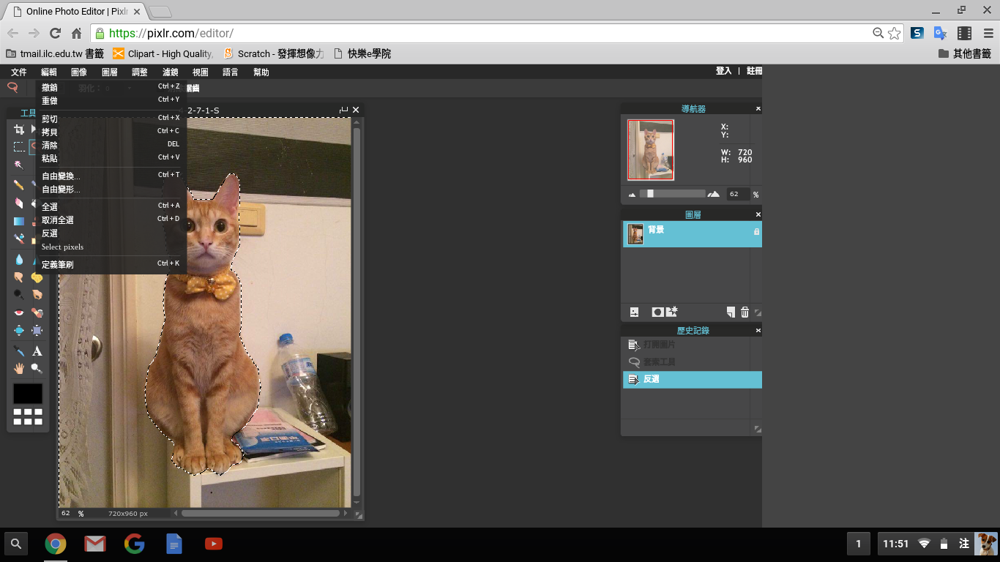 Online Photo Editor | Pixlr
https://pixlr.com/editor/
tmail.ilc.edu.tw 書籤
Clipart - High Quality,
Scratch - 發揮想像力
快樂e學院
其他書籤
文件 編輯 圖像 圖層 調整 濾鏡 視圖 語言 幫助
登入 | 註冊
羽化: 0
鋸齒
工具
撤銷 Ctrl + Z
重做 Ctrl + Y
剪切 Ctrl + X
拷貝 Ctrl + C
清除 DEL
粘貼 Ctrl + V
自由變換... Ctrl + T
自由變形...
全選 Ctrl + A
取消全選 Ctrl + D
反選
Select pixels
定義筆刷 Ctrl + K
2-7-1-S
62 % 720x960 px
導航器
X:
Y:
W: 720
H: 960
62 %
圖層
背景
歷史記錄
打開圖片
套索工具
反選
1
11:51
注